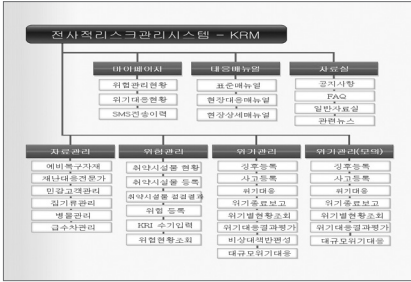 전사적리스크관리시스템 - KRM
마이페이지
위험관리현황
위기대응현황
SMS전송이력
대응매뉴얼
표준매뉴얼
현장대응매뉴얼
현장상세매뉴얼
자료실
공지사항
FAQ
일반자료실
관련뉴스
자료관리
예비복구자재
재난대응전문가
민감고객관리
집기류관리
병물관리
급수차관리
위험관리
취약시설물 현황
취약시설물 등록
취약시설물 점검결과
위험 등록
KRI 수기입력
위험현황조회
위기관리
징후등록
사고등록
위기대응
위기종료보고
위기별현황조회
위기대응결과평가
비상대책반편성
대규모위기대응
위기관리(모의)
징후등록
사고등록
위기대응
위기종료보고
위기별현황조회
위기대응결과평가
대규모위기대응